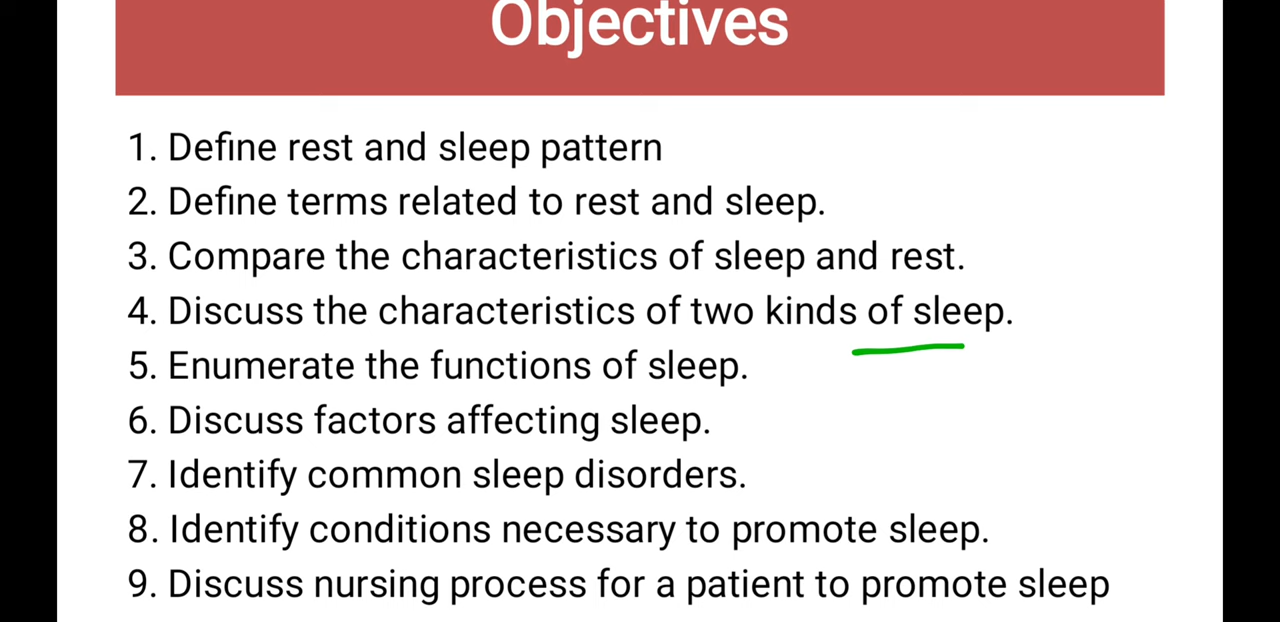 Objectives
1. Define rest and sleep pattern
2. Define terms related to rest and sleep.
3. Compare the characteristics of sleep and rest.
4. Discuss the characteristics of two kinds of sleep.
5. Enumerate the functions of sleep.
6. Discuss factors affecting sleep.
7. Identify common sleep disorders.
8. Identify conditions necessary to promote sleep.
9. Discuss nursing process for a patient to promote sleep